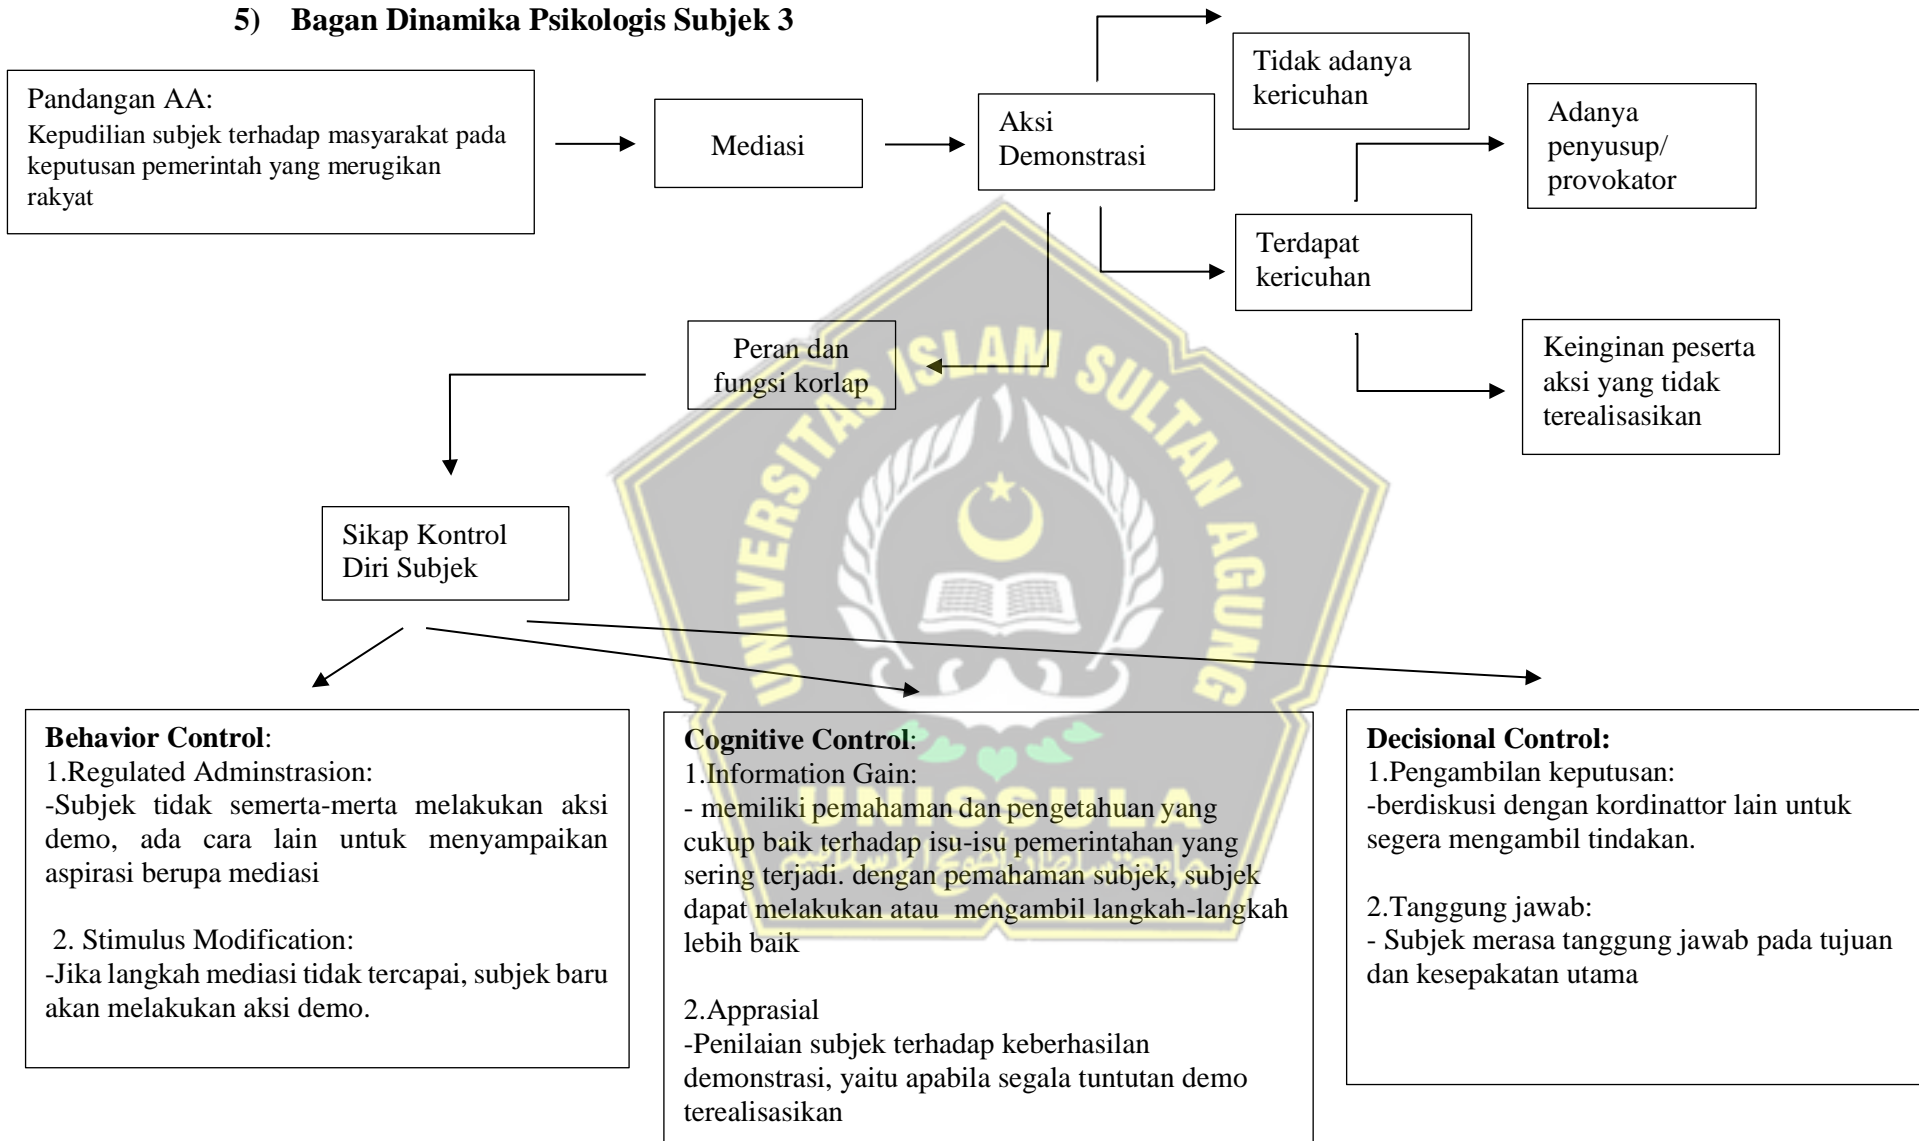 5) Bagan Dinamika Psikologis Subjek 3
Pandangan AA:
Kepudilian subjek terhadap masyarakat pada
keputusan pemerintah yang merugikan
rakyat
Mediasi
Aksi
Demonstrasi
Tidak adanya
kericuhan
Adanya
penyusup/
provokator
Terdapat
kericuhan
Keinginan peserta
aksi yang tidak
terealisasikan
Peran dan
fungsi korlap
Sikap Kontrol
Diri Subjek
Behavior Control:
1.Regulated Adminstrasion:
-Subjek tidak semerta-merta melakukan aksi
demo, ada cara lain untuk menyampaikan
aspirasi berupa mediasi
2. Stimulus Modification:
-Jika langkah mediasi tidak tercapai, subjek baru
akan melakukan aksi demo.
Cognitive Control:
1.Information Gain:
- memiliki pemahaman dan pengetahuan yang
cukup baik terhadap isu-isu pemerintahan yang
sering terjadi. dengan pemahaman subjek, subjek
dapat melakukan atau mengambil langkah-langkah
lebih baik
2.Apprasial
-Penilaian subjek terhadap keberhasilan
demonstrasi, yaitu apabila segala tuntutan demo
terealisasikan
Decisional Control:
1.Pengambilan keputusan:
-berdiskusi dengan kordinattor lain untuk
segera mengambil tindakan.
2.Tanggung jawab:
- Subjek merasa tanggung jawab pada tujuan
dan kesepakatan utama
UNIVERSITAS ISLAM SULTAN AGUNG
UNISSULA